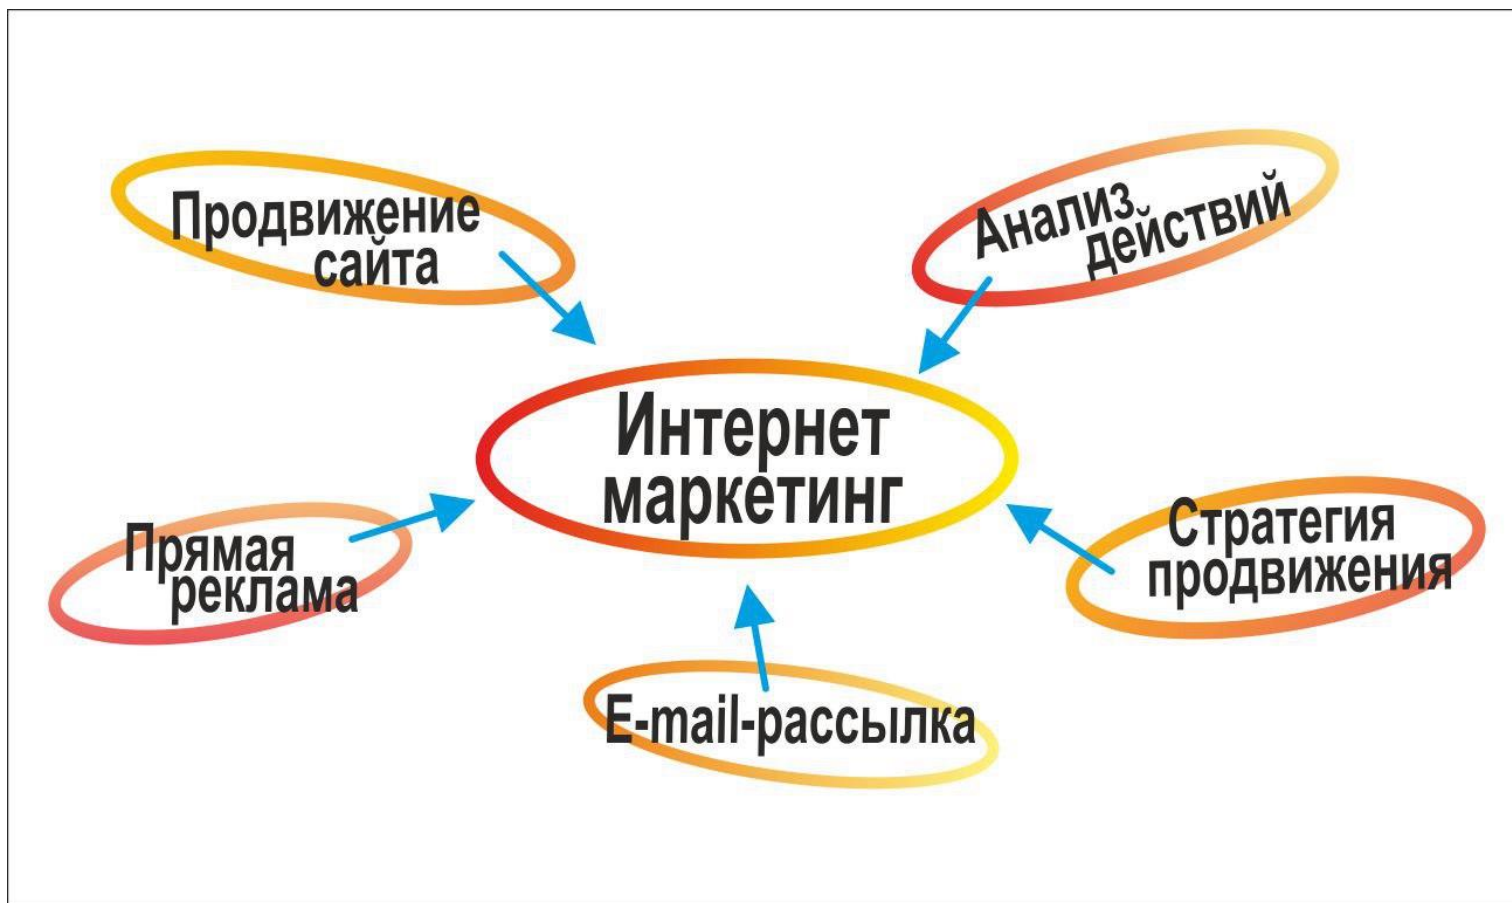 Продвижение
сайта
Анализ
действий
Интернет
маркетинг
Прямая
реклама
Стратегия
продвижения
E-mail-рассылка